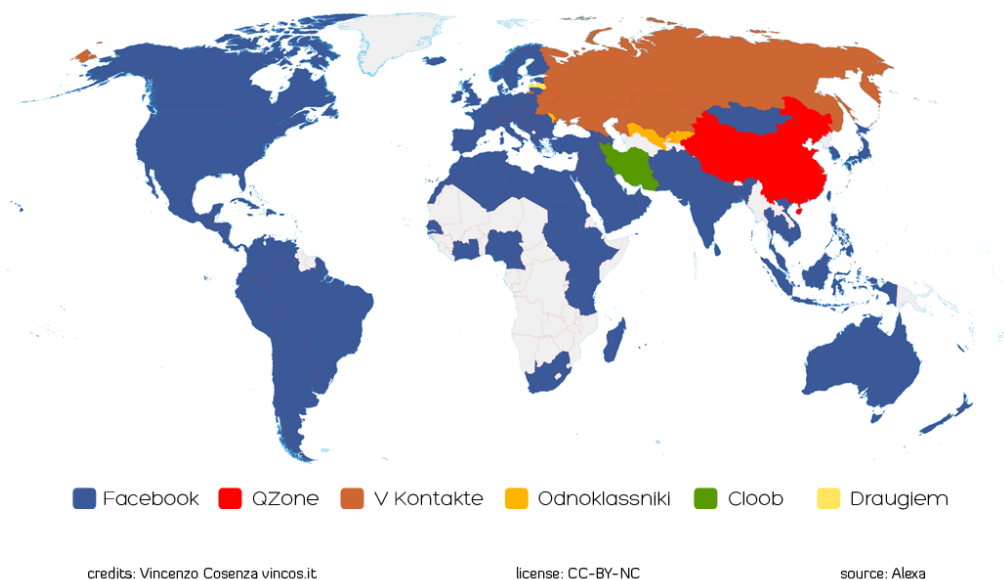 Facebook QZone V Kontakte Odnoklassniki Cloob Draugiem
credits: Vincenzo Cosenza vincos.it license: CC-BY-NC source: Alexa